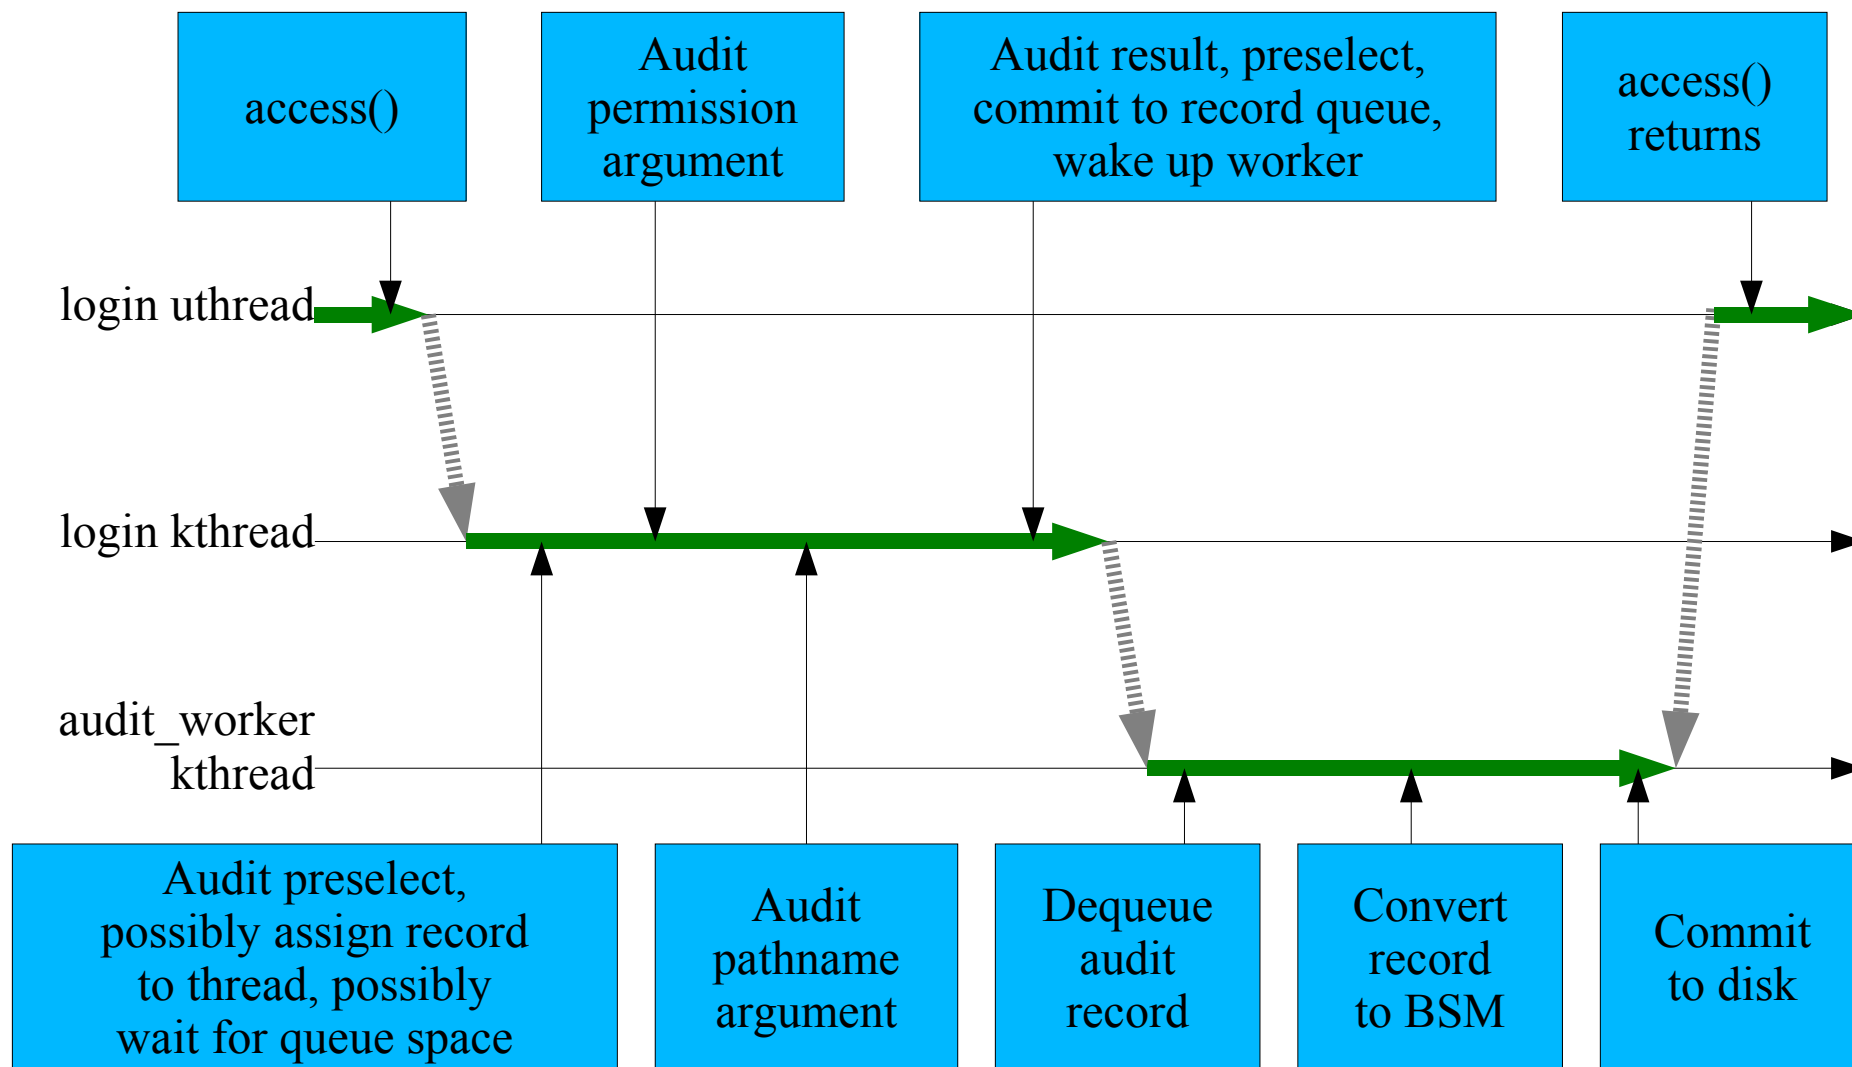 access()
Audit
permission
argument
Audit result, preselect,
commit to record queue,
wake up worker
access()
returns
login uthread
login kthread
audit_worker
kthread
Audit preselect,
possibly assign record
to thread, possibly
wait for queue space
Audit
pathname
argument
Dequeue
audit
record
Convert
record
to BSM
Commit
to disk